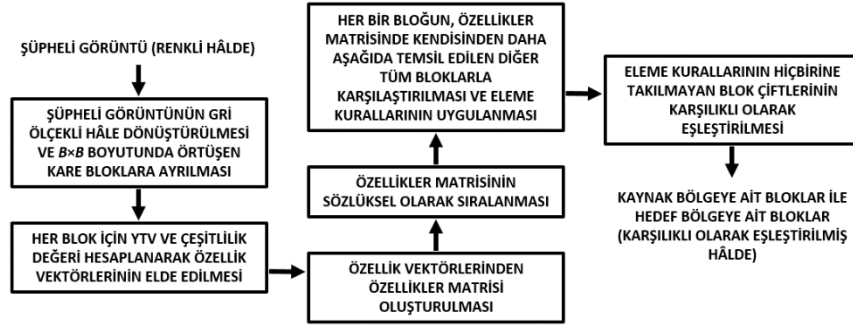 ŞÜPHELİ GÖRÜNTÜ (RENKLİ HÂLDE)
ŞÜPHELİ GÖRÜNTÜNÜN GRİ
ÖLÇEKLİ HÂLE DÖNÜŞTÜRÜLMESİ
VE B×B BOYUTUNDA ÖRTÜŞEN
KARE BLOKLARA AYRILMASI
HER BLOK İÇİN YTV VE ÇEŞİTLİLİK
DEĞERİ HESAPLANARAK ÖZELLİK
VEKTÖRLERİNİN ELDE EDİLMESİ
ÖZELLİK VEKTÖRLERİNDEN
ÖZELLİKLER MATRİSİ
OLUŞTURULMASI
ÖZELLİKLER MATRİSİNİN
SÖZLÜKSEL OLARAK SIRALANMASI
HER BİR BLOĞUN, ÖZELLİKLER
MATRİSİNDE KENDİSİNDEN DAHA
AŞAĞIDA TEMSİL EDİLEN DİĞER
TÜM BLOKLARLA
KARŞILAŞTIRILMASI VE ELEME
KURALLARININ UYGULANMASI
ELEME KURALLARININ HİÇBİRİNE
TAKILMAYAN BLOK ÇİFTLERİNİN
KARŞILIKLI OLARAK
EŞLEŞTİRİLMESİ
KAYNAK BÖLGEYE AİT BLOKLAR İLE
HEDEF BÖLGEYE AİT BLOKLAR
(KARŞILIKLI OLARAK EŞLEŞTİRİLMİŞ
HÂLDE)